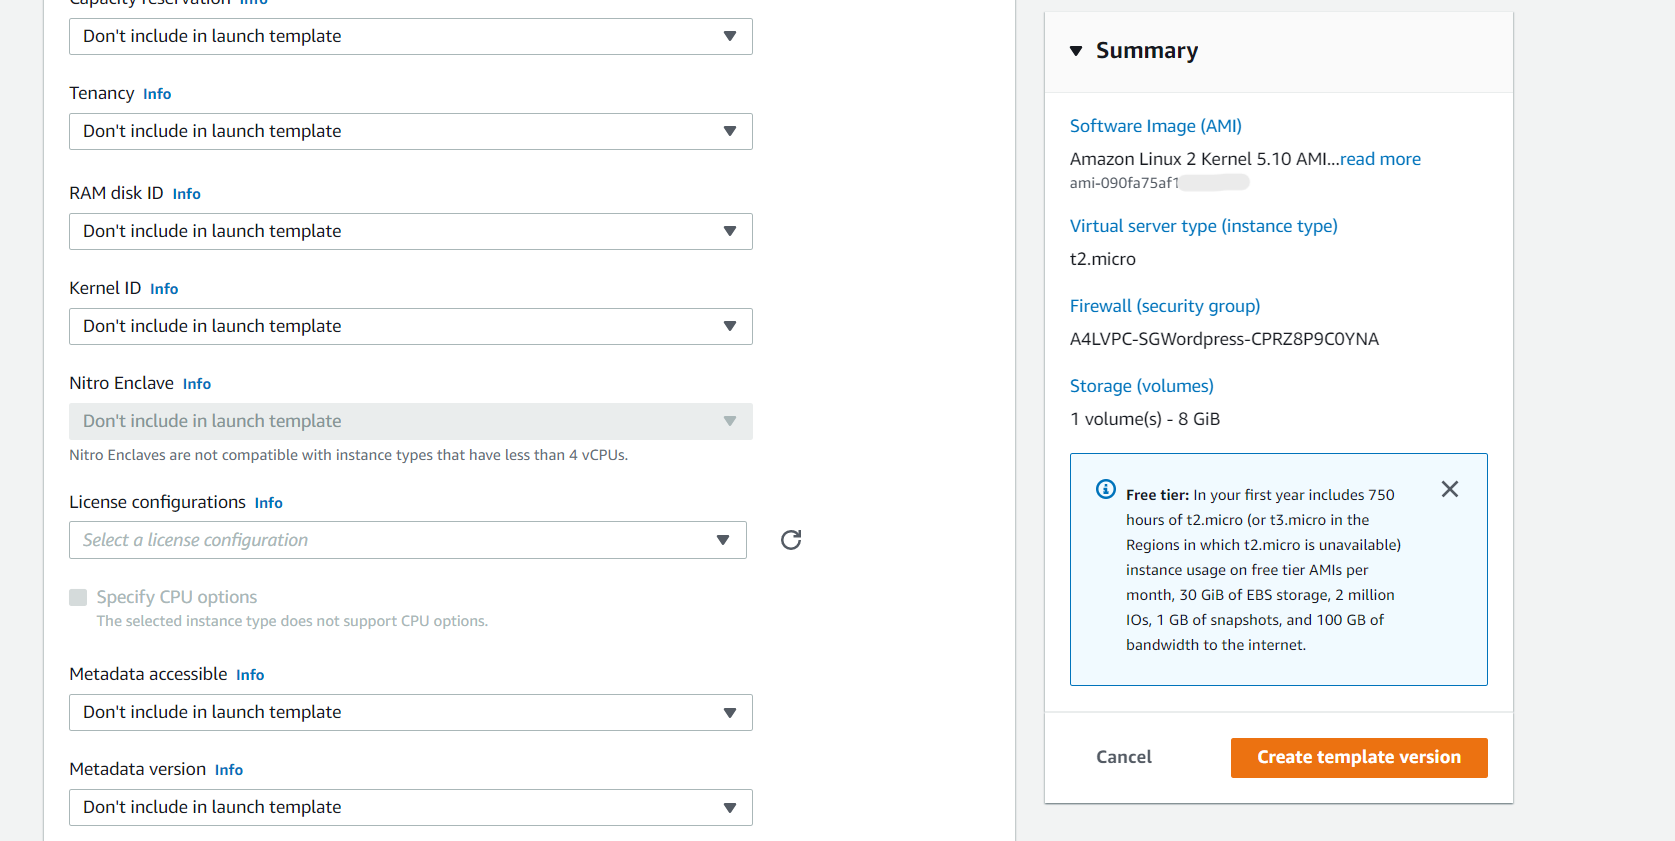 Capacity reservation Info
Don't include in launch template
Tenancy Info
Don't include in launch template
RAM disk ID Info
Don't include in launch template
Kernel ID Info
Don't include in launch template
Nitro Enclave Info
Don't include in launch template
Nitro Enclaves are not compatible with instance types that have less than 4 vCPUs.
License configurations Info
Select a license configuration
Specify CPU options
The selected instance type does not support CPU options.
Metadata accessible Info
Don't include in launch template
Metadata version Info
Don't include in launch template
Summary
Software Image (AMI)
Amazon Linux 2 Kernel 5.10 AMI...read more
ami-090fa75af1
Virtual server type (instance type)
t2.micro
Firewall (security group)
A4LVPC-SGWordpress-CPRZ8P9C0YNA
Storage (volumes)
1 volume(s) - 8 GiB
Free tier: In your first year includes 750
hours of t2.micro (or t3.micro in the
Regions in which t2.micro is unavailable)
instance usage on free tier AMIs per
month, 30 GiB of EBS storage, 2 million
IOs, 1 GB of snapshots, and 100 GB of
bandwidth to the internet.
Cancel
Create template version